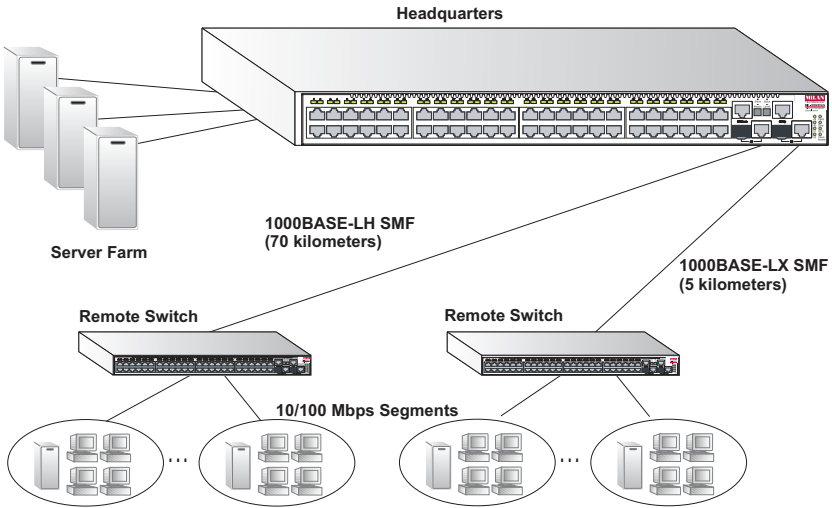 Headquarters
1000BASE-LH SMF
(70 kilometers)
Server Farm
1000BASE-LX SMF
(5 kilometers)
Remote Switch
Remote Switch
10/100 Mbps Segments
...
...